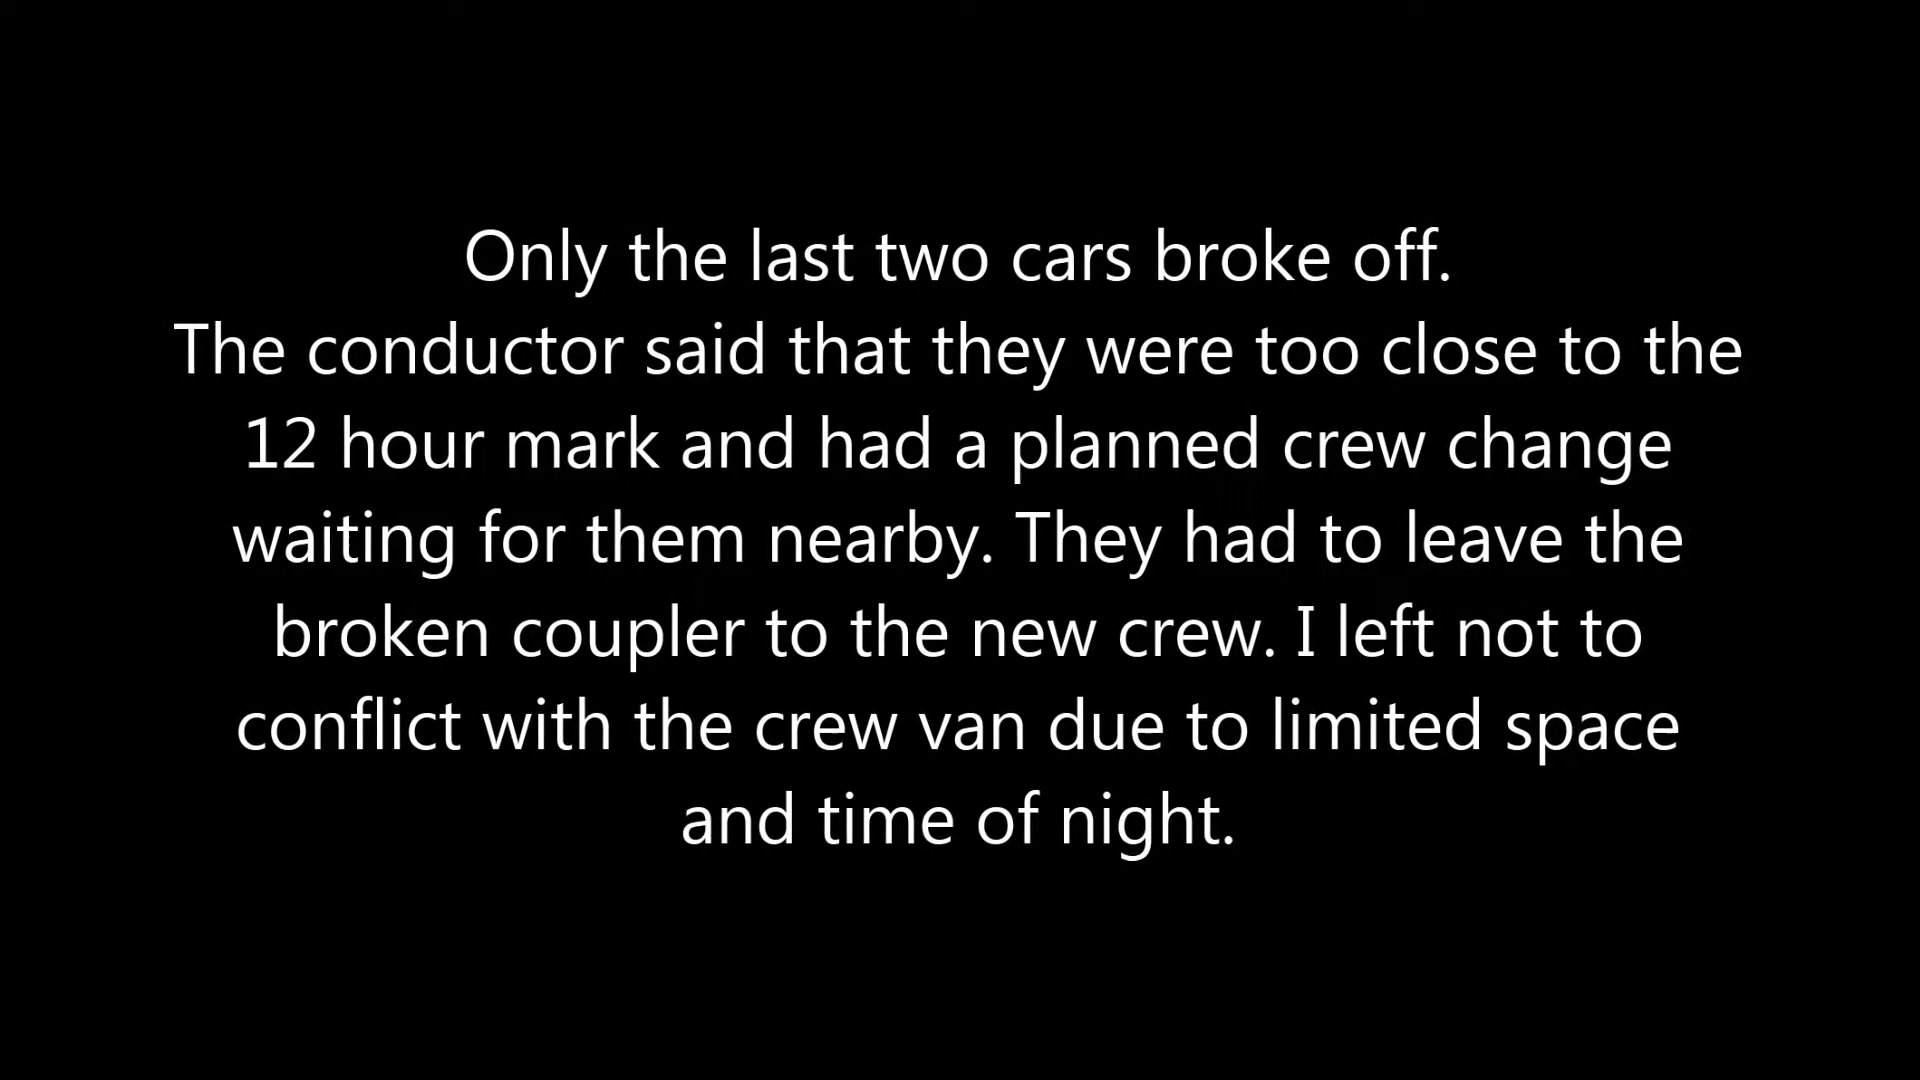 Only the last two cars broke off.
The conductor said that they were too close to the
12 hour mark and had a planned crew change
waiting for them nearby. They had to leave the
broken coupler to the new crew. I left not to
conflict with the crew van due to limited space
and time of night.